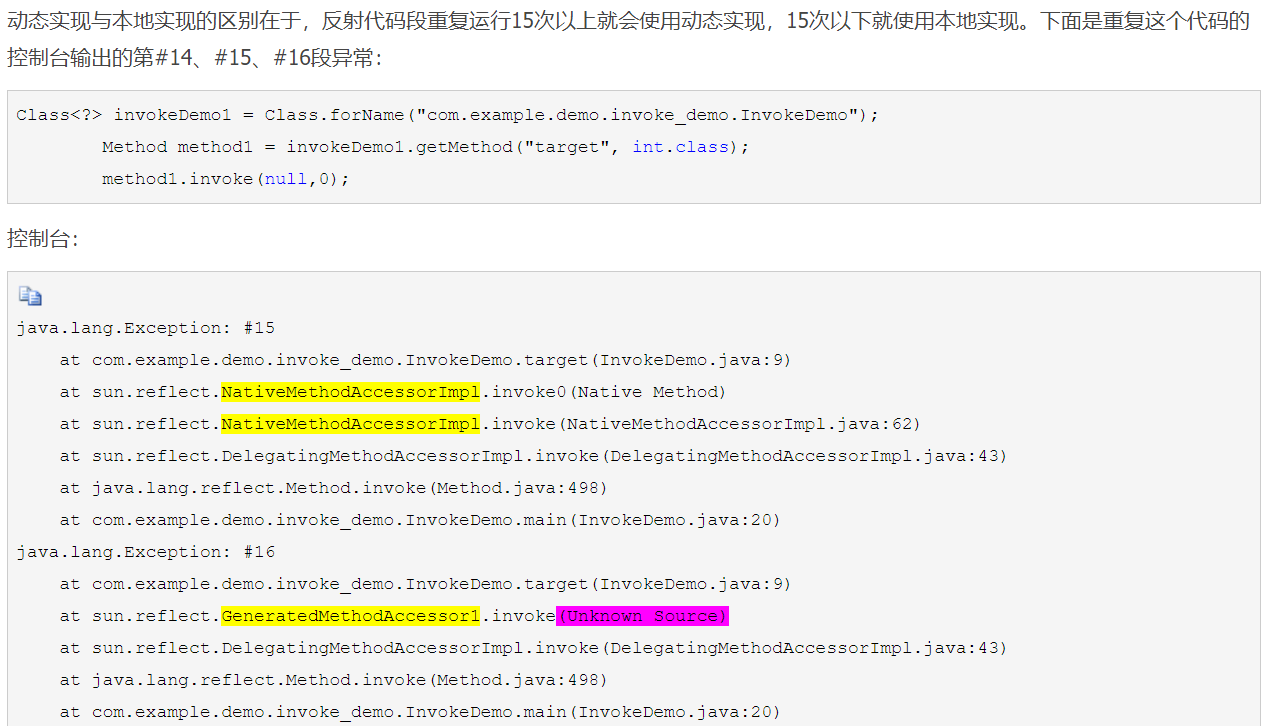 动态实现与本地实现的区别在于，反射代码段重复运行15次以上就会使用动态实现，15次以下就使用本地实现。下面是重复这个代码的
控制台输出的第#14、#15、#16段异常：
Class<?> invokeDemo1 = Class.forName("com.example.demo.invoke_demo.InvokeDemo");
        Method method1 = invokeDemo1.getMethod("target", int.class);
        method1.invoke(null,0);
控制台：
java.lang.Exception: #15
    at com.example.demo.invoke_demo.InvokeDemo.target(InvokeDemo.java:9)
    at sun.reflect.NativeMethodAccessorImpl.invoke0(Native Method)
    at sun.reflect.NativeMethodAccessorImpl.invoke(NativeMethodAccessorImpl.java:62)
    at sun.reflect.DelegatingMethodAccessorImpl.invoke(DelegatingMethodAccessorImpl.java:43)
    at java.lang.reflect.Method.invoke(Method.java:498)
    at com.example.demo.invoke_demo.InvokeDemo.main(InvokeDemo.java:20)
java.lang.Exception: #16
    at com.example.demo.invoke_demo.InvokeDemo.target(InvokeDemo.java:9)
    at sun.reflect.GeneratedMethodAccessor1.invoke(Unknown Source)
    at sun.reflect.DelegatingMethodAccessorImpl.invoke(DelegatingMethodAccessorImpl.java:43)
    at java.lang.reflect.Method.invoke(Method.java:498)
    at com.example.demo.invoke_demo.InvokeDemo.main(InvokeDemo.java:20)